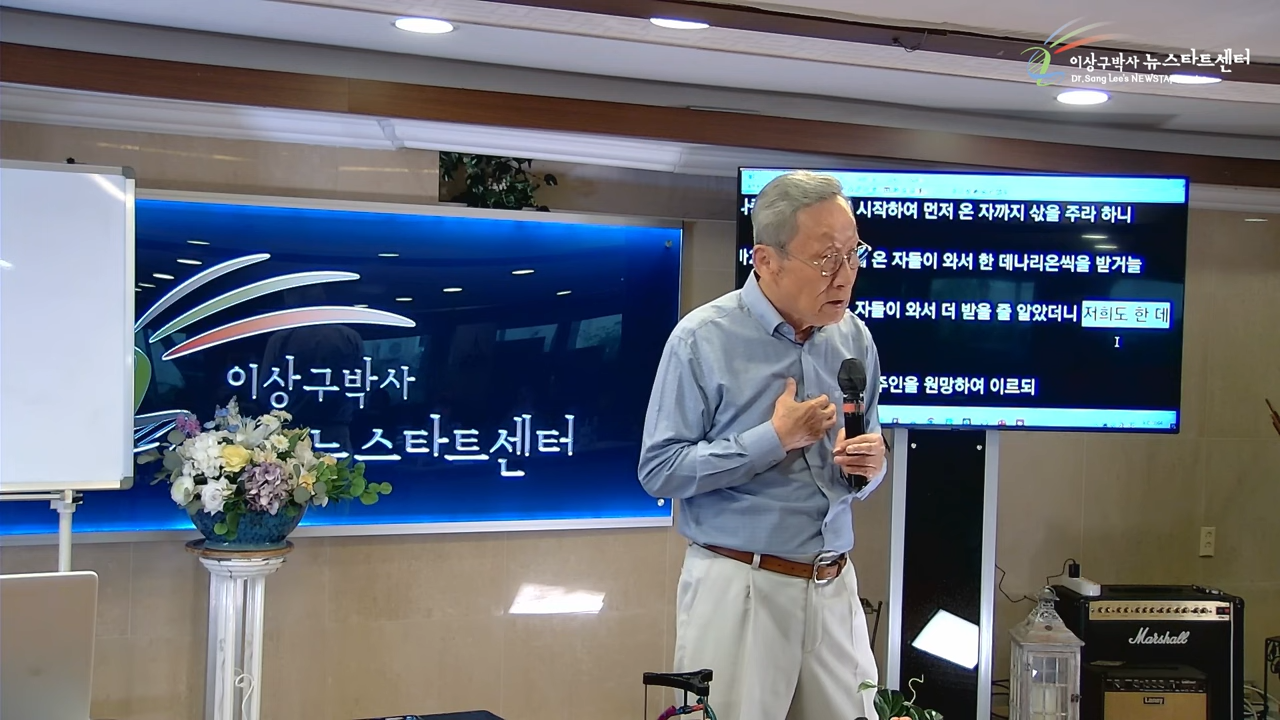 이상구박사 뉴스타트센터
Dr.Sang Lee's
시작하여 먼저 온 자까지 삯을 주라 하니
온 자들이 와서 한 데나리온씩을 받거늘
자들이 와서 더 받을 줄 알았더니 저희도 한 데
주인을 원망하여 이르되
이상구박사
뉴스타트센터
Marshall
Laney